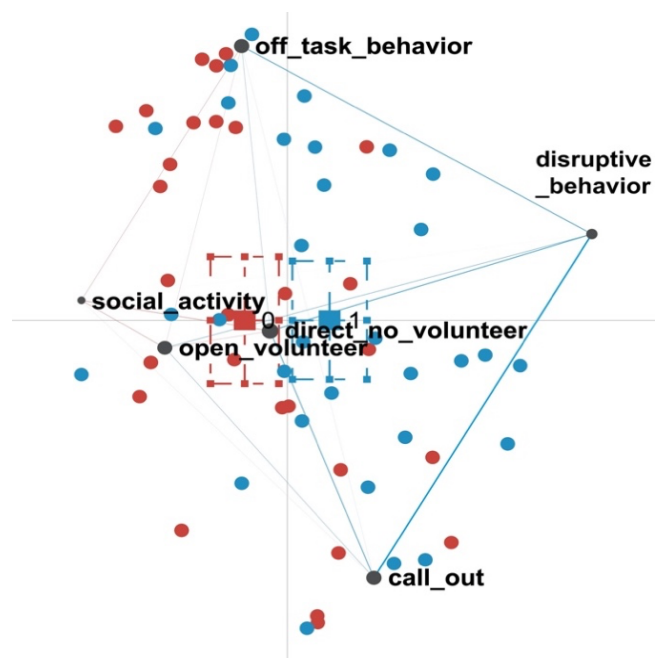 off_task_behavior
disruptive
_behavior
social_activity
0
1
direct_no_volunteer
open_volunteer
call_out